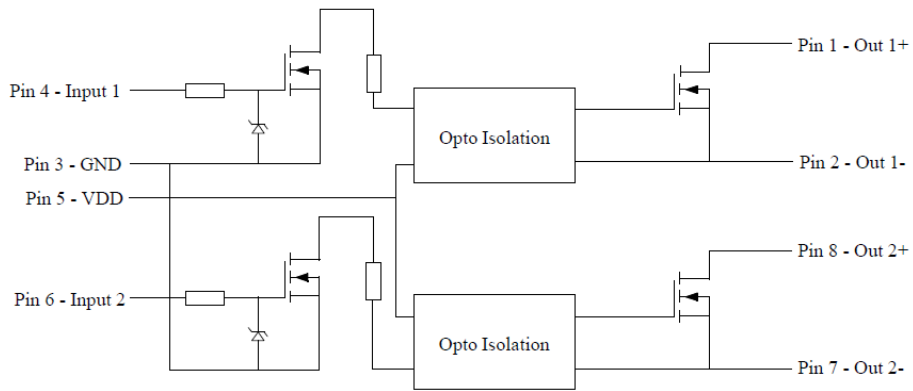 Pin 1 - Out 1+
Pin 4 - Input 1
Opto Isolation
Pin 3 - GND
Pin 2 - Out 1-
Pin 5 - VDD
Pin 8 - Out 2+
Pin 6 - Input 2
Opto Isolation
Pin 7 - Out 2-